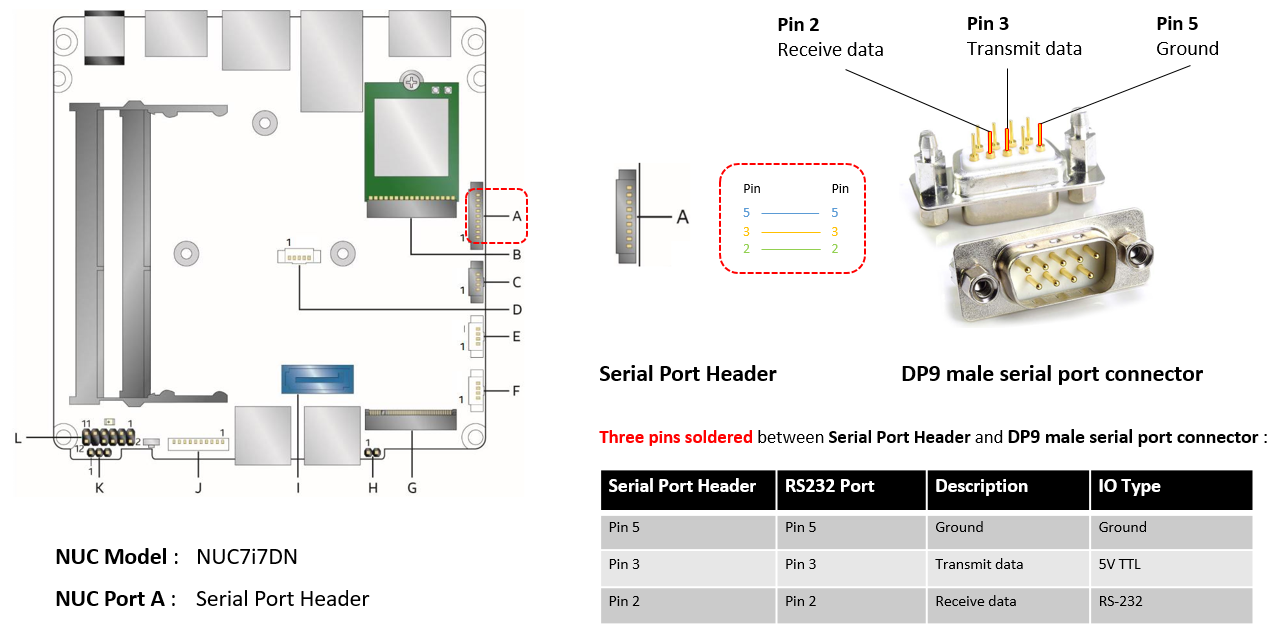 Pin 2
Receive data
Pin 3
Transmit data
Pin 5
Ground
1
A
B
1
C
1
D
1
E
1
F
L
11
1
12
2
1
K
1
J
I
1
H
G
A
Pin Pin
5 5
3 3
2 2
Serial Port Header
DP9 male serial port connector
Three pins soldered between Serial Port Header and DP9 male serial port connector :
Serial Port Header RS232 Port Description IO Type
Pin 5 Pin 5 Ground Ground
Pin 3 Pin 3 Transmit data 5V TTL
Pin 2 Pin 2 Receive data RS-232
NUC Model : NUC7i7DN
NUC Port A : Serial Port Header